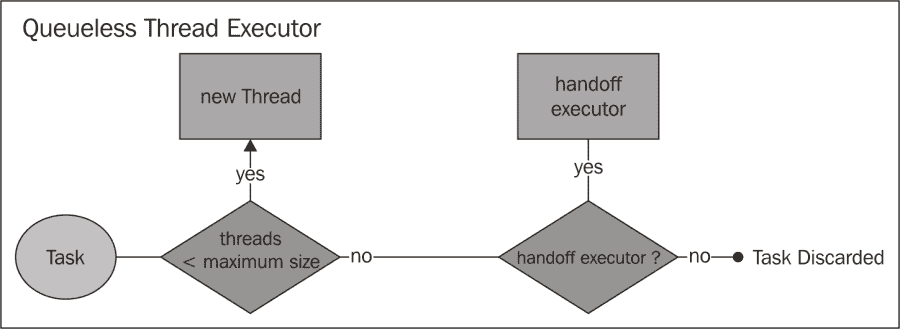 Queueless Thread Executor
new Thread
handoff
executor
yes
yes
Task
threads
< maximum size
no
handoff executor ?
no
Task Discarded